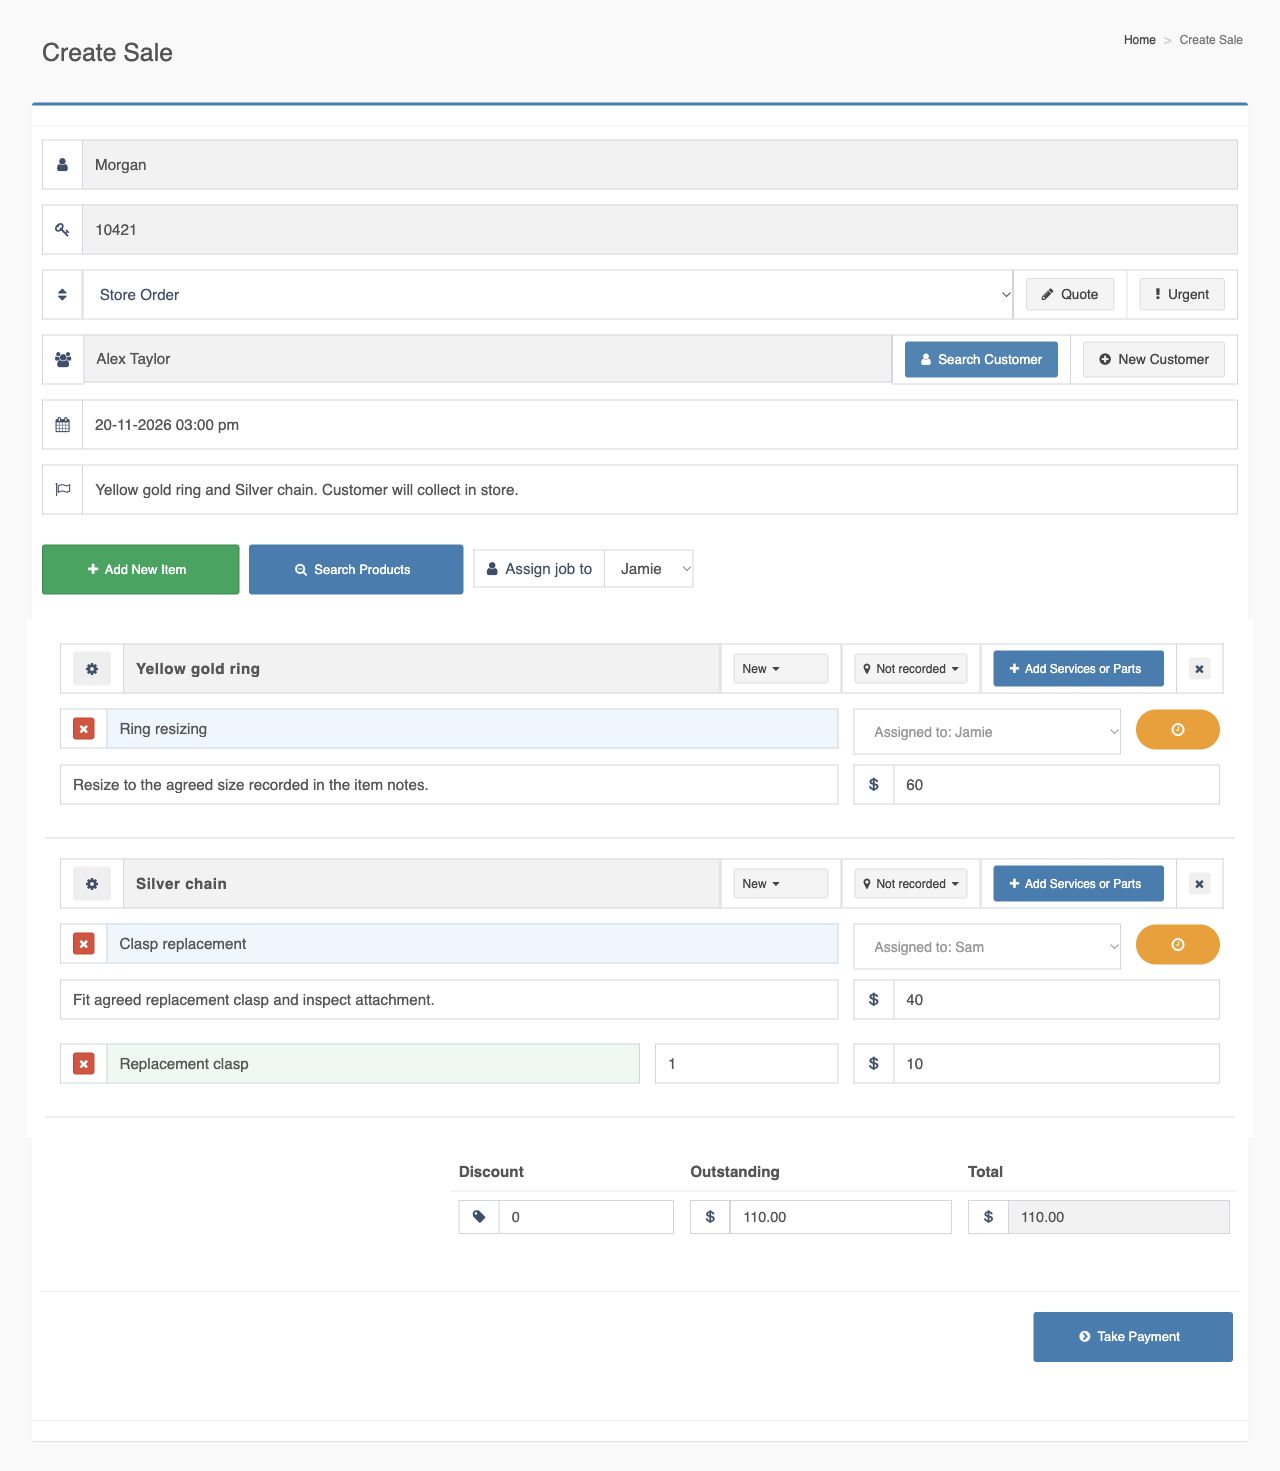 Create Sale
Home > Create Sale
Morgan
10421
Store Order Quote Urgent
Alex Taylor Search Customer New Customer
20-11-2026 03:00 pm
Yellow gold ring and Silver chain. Customer will collect in store.
Add New Item Search Products Assign job to Jamie
Yellow gold ring New Not recorded Add Services or Parts
Ring resizing Assigned to: Jamie
Resize to the agreed size recorded in the item notes. $ 60
Silver chain New Not recorded Add Services or Parts
Clasp replacement Assigned to: Sam
Fit agreed replacement clasp and inspect attachment. $ 40
Replacement clasp 1 $ 10
Discount Outstanding Total
0 $ 110.00 $ 110.00
Take Payment